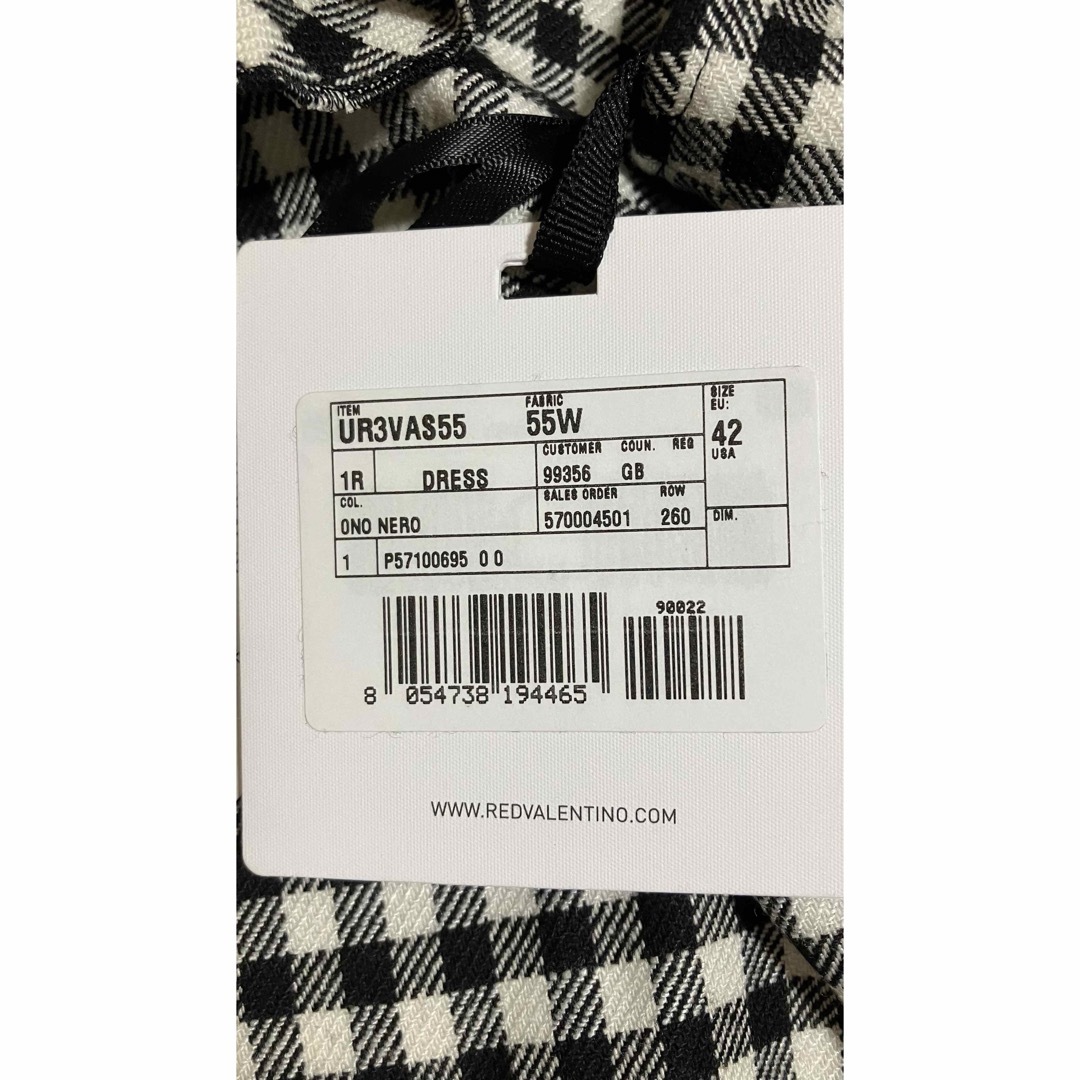 ITEM FABRIC SIZE
EU:
UR3VAS55 55W 42
USA
CUSTOMER COUN. REG
1R DRESS 99356 GB
COL. SALES ORDER ROW DIM.
0NO NERO 570004501 260
1 P57100695 0 0
90022
8 054738 194465
WWW.REDVALENTINO.COM